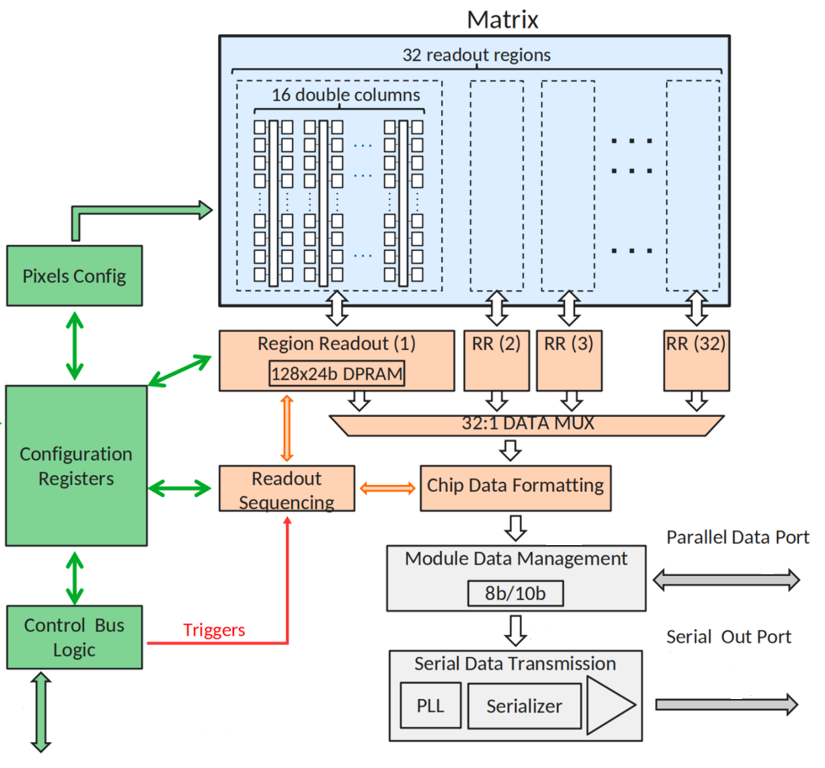 Matrix
32 readout regions
16 double columns
Pixels Config
Region Readout (1)
128x24b DPRAM
RR (2)
RR (3)
RR (32)
32:1 DATA MUX
Configuration
Registers
Readout
Sequencing
Chip Data Formatting
Module Data Management
8b/10b
Parallel Data Port
Control Bus
Logic
Triggers
Serial Out Port
Serial Data Transmission
PLL
Serializer